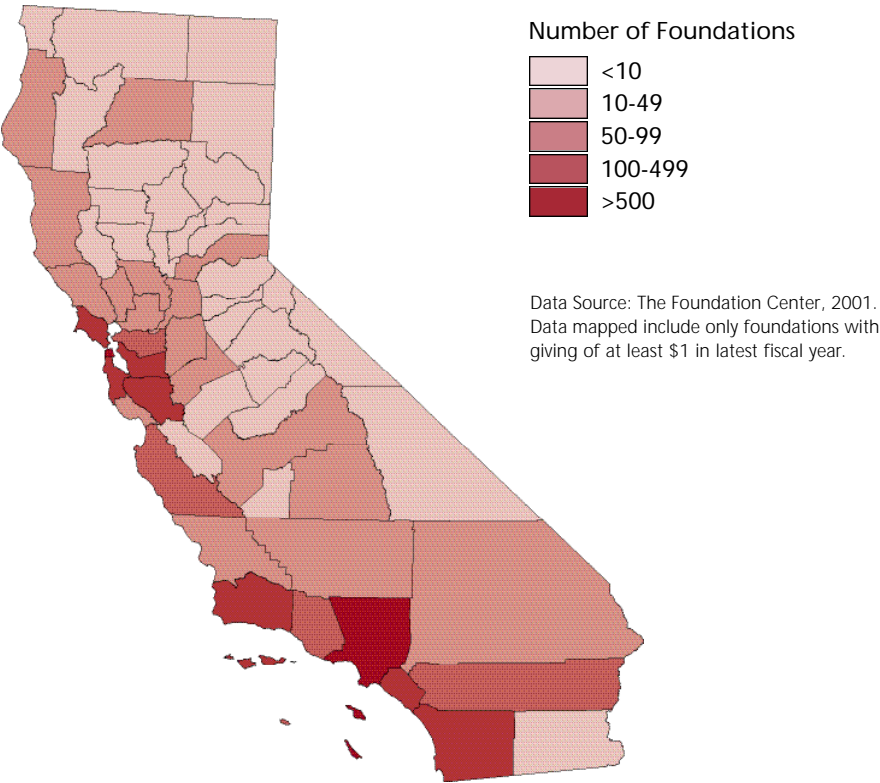 Number of Foundations
<10
10-49
50-99
100-499
>500
Data Source: The Foundation Center, 2001.
Data mapped include only foundations with
giving of at least $1 in latest fiscal year.